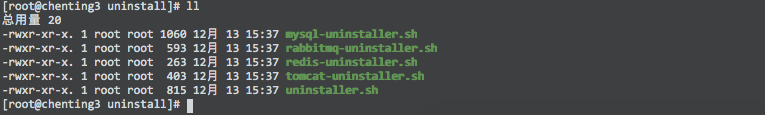 [root@chenting3 uninstall]# ll
总用量 20
-rwxr-xr-x. 1 root root 1060 12月 13 15:37 mysql-uninstaller.sh
-rwxr-xr-x. 1 root root  593 12月 13 15:37 rabbitmq-uninstaller.sh
-rwxr-xr-x. 1 root root  263 12月 13 15:37 redis-uninstaller.sh
-rwxr-xr-x. 1 root root  403 12月 13 15:37 tomcat-uninstaller.sh
-rwxr-xr-x. 1 root root  815 12月 13 15:37 uninstaller.sh
[root@chenting3 uninstall]#